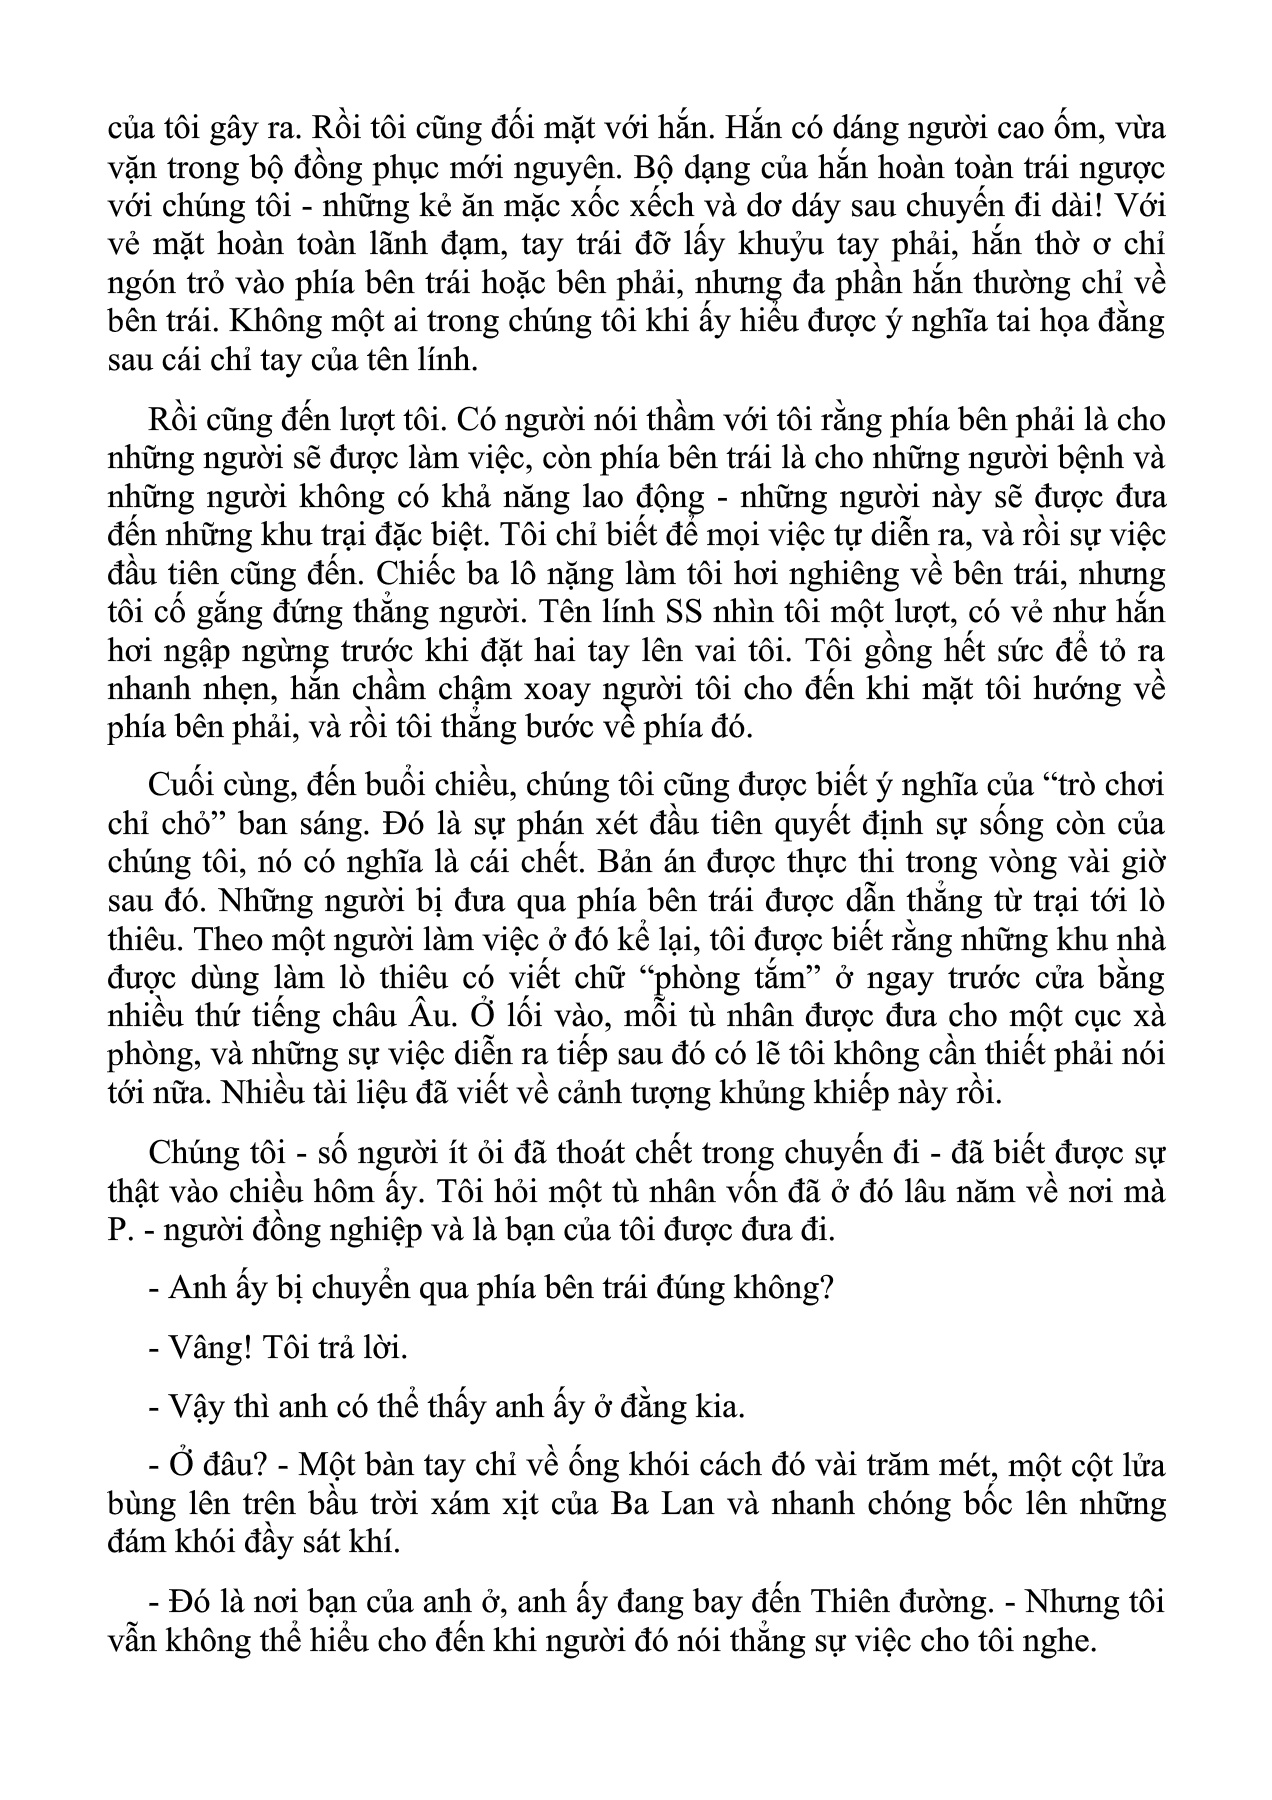 của tôi gây ra. Rồi tôi cũng đối mặt với hắn. Hắn có dáng người cao ốm, vừa
vặn trong bộ đồng phục mới nguyên. Bộ dạng của hắn hoàn toàn trái ngược
với chúng tôi - những kẻ ăn mặc xốc xếch và dơ dáy sau chuyến đi dài! Với
vẻ mặt hoàn toàn lãnh đạm, tay trái đỡ lấy khuỷu tay phải, hắn thờ ơ chỉ
ngón trỏ vào phía bên trái hoặc bên phải, nhưng đa phần hắn thường chỉ về
bên trái. Không một ai trong chúng tôi khi ấy hiểu được ý nghĩa tai họa đằng
sau cái chỉ tay của tên lính.
Rồi cũng đến lượt tôi. Có người nói thầm với tôi rằng phía bên phải là cho
những người sẽ được làm việc, còn phía bên trái là cho những người bệnh và
những người không có khả năng lao động - những người này sẽ được đưa
đến những khu trại đặc biệt. Tôi chỉ biết để mọi việc tự diễn ra, và rồi sự việc
đầu tiên cũng đến. Chiếc ba lô nặng làm tôi hơi nghiêng về bên trái, nhưng
tôi cố gắng đứng thẳng người. Tên lính SS nhìn tôi một lượt, có vẻ như hắn
hơi ngập ngừng trước khi đặt hai tay lên vai tôi. Tôi gồng hết sức để tỏ ra
nhanh nhẹn, hắn chầm chậm xoay người tôi cho đến khi mặt tôi hướng về
phía bên phải, và rồi tôi thẳng bước về phía đó.
Cuối cùng, đến buổi chiều, chúng tôi cũng được biết ý nghĩa của “trò chơi
chỉ chỏ” ban sáng. Đó là sự phán xét đầu tiên quyết định sự sống còn của
chúng tôi, nó có nghĩa là cái chết. Bản án được thực thi trong vòng vài giờ
sau đó. Những người bị đưa qua phía bên trái được dẫn thẳng từ trại tới lò
thiêu. Theo một người làm việc ở đó kể lại, tôi được biết rằng những khu nhà
được dùng làm lò thiêu có viết chữ “phòng tắm” ở ngay trước cửa bằng
nhiều thứ tiếng châu Âu. Ở lối vào, mỗi tù nhân được đưa cho một cục xà
phòng, và những sự việc diễn ra tiếp sau đó có lẽ tôi không cần thiết phải nói
tới nữa. Nhiều tài liệu đã viết về cảnh tượng khủng khiếp này rồi.
Chúng tôi - số người ít ỏi đã thoát chết trong chuyến đi - đã biết được sự
thật vào chiều hôm ấy. Tôi hỏi một tù nhân vốn đã ở đó lâu năm về nơi mà
P. - người đồng nghiệp và là bạn của tôi được đưa đi.
- Anh ấy bị chuyển qua phía bên trái đúng không?
- Vâng! Tôi trả lời.
- Vậy thì anh có thể thấy anh ấy ở đằng kia.
- Ở đâu? - Một bàn tay chỉ về ống khói cách đó vài trăm mét, một cột lửa
bùng lên trên bầu trời xám xịt của Ba Lan và nhanh chóng bốc lên những
đám khói đầy sát khí.
- Đó là nơi bạn của anh ở, anh ấy đang bay đến Thiên đường. - Nhưng tôi
vẫn không thể hiểu cho đến khi người đó nói thẳng sự việc cho tôi nghe.